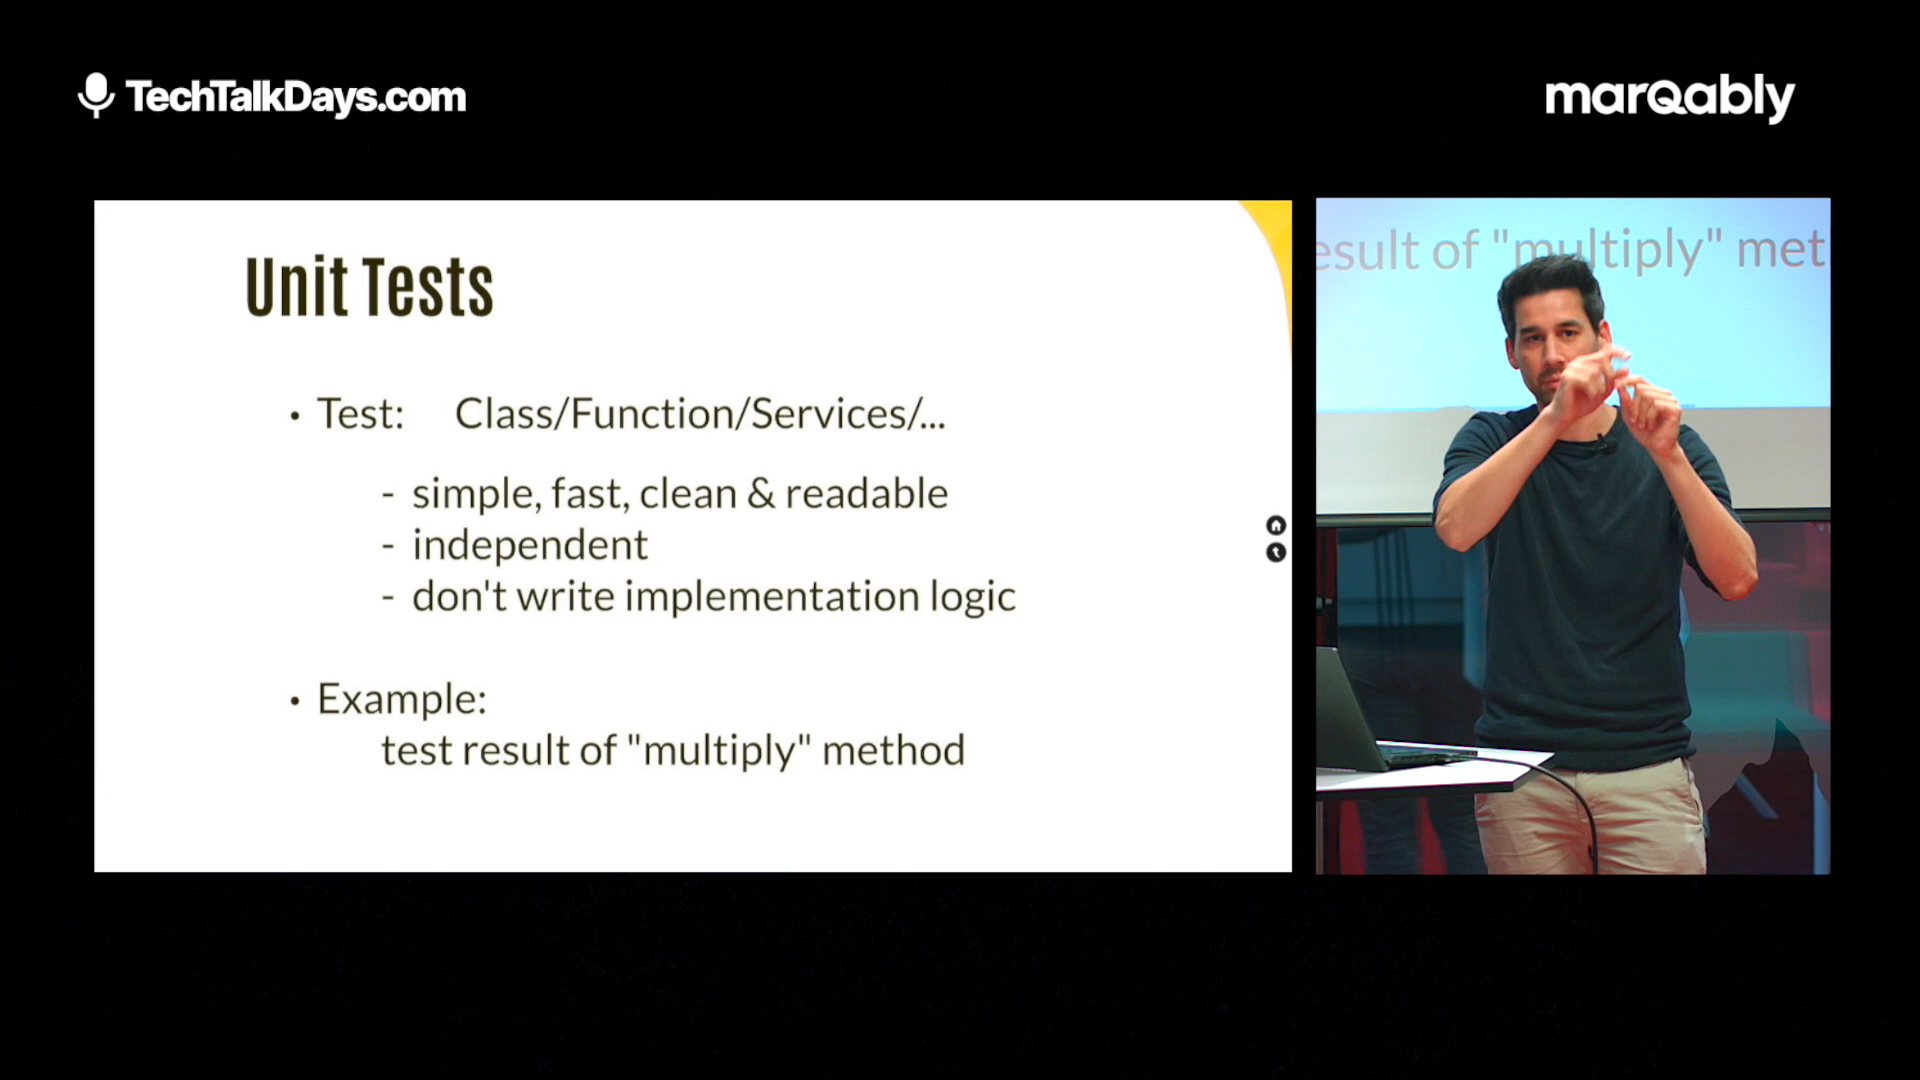 TechTalkDays.com
marQably
Unit Tests
• Test: Class/Function/Services/...
- simple, fast, clean & readable
- independent
- don't write implementation logic
• Example:
test result of "multiply" method
esult of "multiply" met